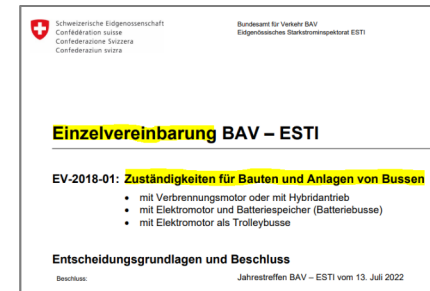 Schweizerische Eidgenossenschaft
Confédération suisse
Confederazione Svizzera
Confederaziun svizra
Bundesamt für Verkehr BAV
Eidgenössisches Starkstrominspektorat ESTI
Einzelvereinbarung BAV – ESTI
EV-2018-01: Zuständigkeiten für Bauten und Anlagen von Bussen
• mit Verbrennungsmotor oder mit Hybridantrieb
• mit Elektromotor und Batteriespeicher (Batteriebusse)
• mit Elektromotor als Trolleybusse
Entscheidungsgrundlagen und Beschluss
Beschluss: Jahrestreffen BAV – ESTI vom 13. Juli 2022